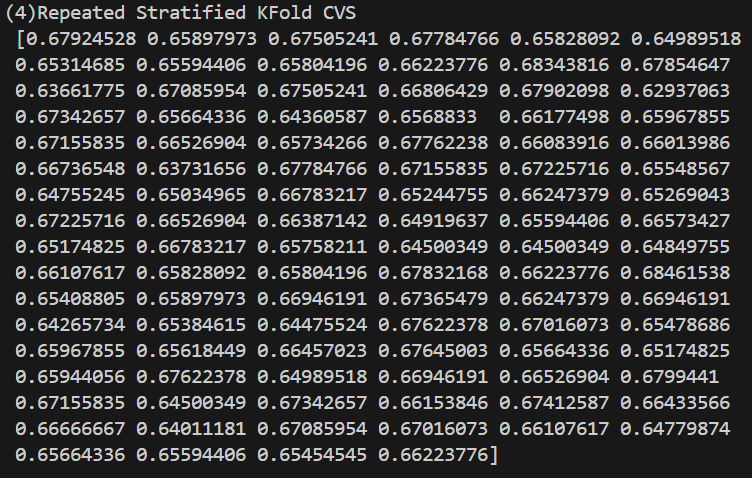 (4)Repeated Stratified KFold CVS
[0.67924528 0.65897973 0.67505241 0.67784766 0.65828092 0.64989518
0.65314685 0.65594406 0.65804196 0.66223776 0.68343816 0.67854647
0.63661775 0.67085954 0.67505241 0.66806429 0.67902098 0.62937063
0.67342657 0.65664336 0.64360587 0.6568833  0.66177498 0.65967855
0.67155835 0.66526904 0.65734266 0.67762238 0.66083916 0.66013986
0.66736548 0.63731656 0.67784766 0.67155835 0.67225716 0.65548567
0.64755245 0.65034965 0.66783217 0.65244755 0.66247379 0.65269043
0.67225716 0.66526904 0.66387142 0.64919637 0.65594406 0.66573427
0.65174825 0.66783217 0.65758211 0.64500349 0.64500349 0.64849755
0.66107617 0.65828092 0.65804196 0.67832168 0.66223776 0.68461538
0.65408805 0.65897973 0.66946191 0.67365479 0.66247379 0.66946191
0.64265734 0.65384615 0.64475524 0.67622378 0.67016073 0.65478686
0.65967855 0.65618449 0.66457023 0.67645003 0.65664336 0.65174825
0.65944056 0.67622378 0.64989518 0.66946191 0.66526904 0.6799441
0.67155835 0.64500349 0.67342657 0.66153846 0.67412587 0.66433566
0.66666667 0.64011181 0.67085954 0.67016073 0.66107617 0.64779874
0.65664336 0.65594406 0.65454545 0.66223776]